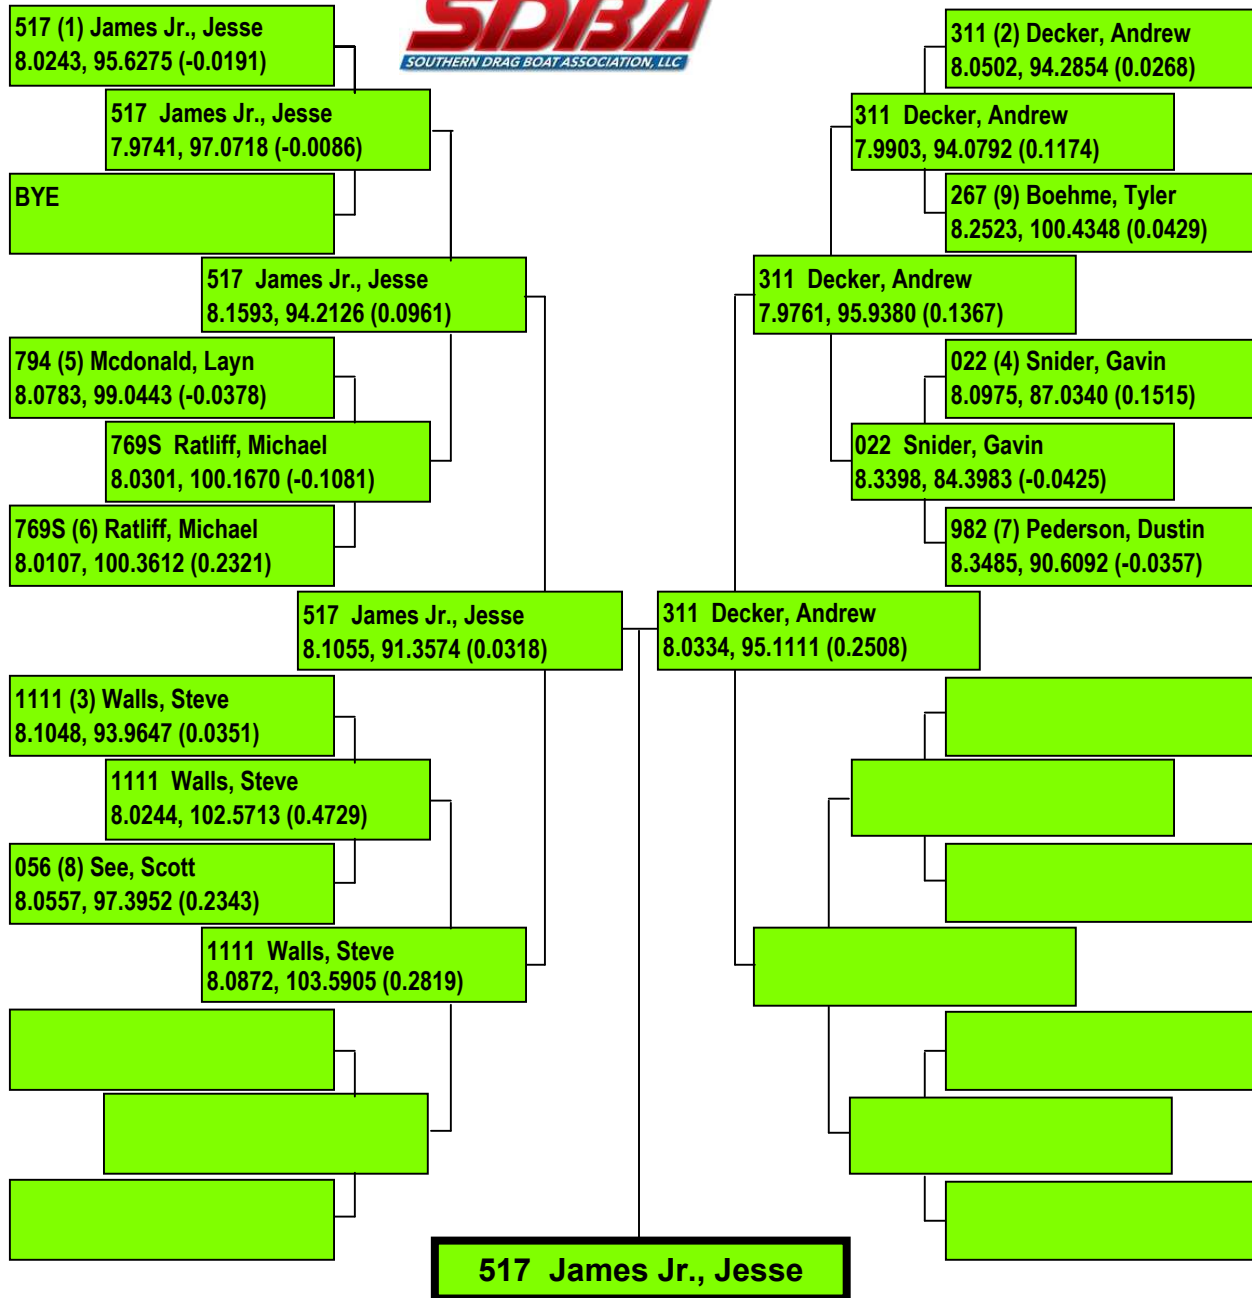 SDBA
SOUTHERN DRAG BOAT ASSOCIATION, LLC
517 (1) James Jr., Jesse
8.0243, 95.6275 (-0.0191)
517 James Jr., Jesse
7.9741, 97.0718 (-0.0086)
BYE
517 James Jr., Jesse
8.1593, 94.2126 (0.0961)
794 (5) Mcdonald, Layn
8.0783, 99.0443 (-0.0378)
769S Ratliff, Michael
8.0301, 100.1670 (-0.1081)
769S (6) Ratliff, Michael
8.0107, 100.3612 (0.2321)
517 James Jr., Jesse
8.1055, 91.3574 (0.0318)
1111 (3) Walls, Steve
8.1048, 93.9647 (0.0351)
1111 Walls, Steve
8.0244, 102.5713 (0.4729)
056 (8) See, Scott
8.0557, 97.3952 (0.2343)
1111 Walls, Steve
8.0872, 103.5905 (0.2819)
311 (2) Decker, Andrew
8.0502, 94.2854 (0.0268)
311 Decker, Andrew
7.9903, 94.0792 (0.1174)
267 (9) Boehme, Tyler
8.2523, 100.4348 (0.0429)
311 Decker, Andrew
7.9761, 95.9380 (0.1367)
022 (4) Snider, Gavin
8.0975, 87.0340 (0.1515)
022 Snider, Gavin
8.3398, 84.3983 (-0.0425)
982 (7) Pederson, Dustin
8.3485, 90.6092 (-0.0357)
311 Decker, Andrew
8.0334, 95.1111 (0.2508)
517 James Jr., Jesse